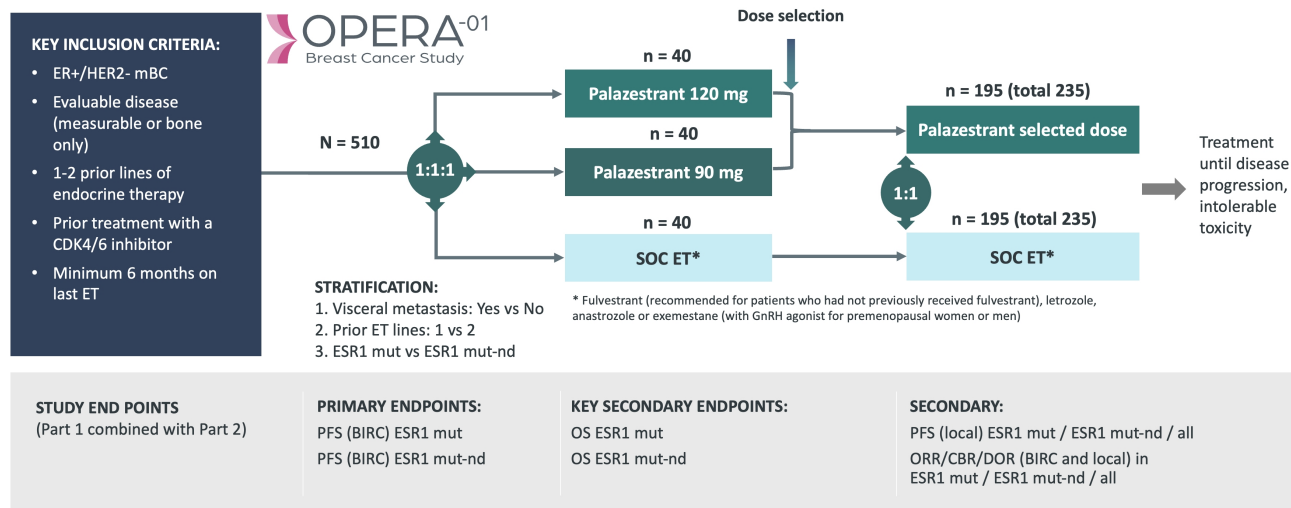 KEY INCLUSION CRITERIA:
• ER+/HER2- mBC
• Evaluable disease
(measurable or bone
only)
• 1-2 prior lines of
endocrine therapy
• Prior treatment with a
CDK4/6 inhibitor
• Minimum 6 months on
last ET
OPERA-01
Breast Cancer Study
N = 510
1:1:1
STRATIFICATION:
1. Visceral metastasis: Yes vs No
2. Prior ET lines: 1 vs 2
3. ESR1 mut vs ESR1 mut-nd
Dose selection
n = 40
Palazestrant 120 mg
n = 40
Palazestrant 90 mg
n = 40
SOC ET*
* Fulvestrant (recommended for patients who had not previously received fulvestrant), letrozole,
anastrozole or exemestane (with GnRH agonist for premenopausal women or men)
n = 195 (total 235)
Palazestrant selected dose
1:1
n = 195 (total 235)
SOC ET*
Treatment
until disease
progression,
intolerable
toxicity
STUDY END POINTS
(Part 1 combined with Part 2)
PRIMARY ENDPOINTS:
PFS (BIRC) ESR1 mut
PFS (BIRC) ESR1 mut-nd
KEY SECONDARY ENDPOINTS:
OS ESR1 mut
OS ESR1 mut-nd
SECONDARY:
PFS (local) ESR1 mut / ESR1 mut-nd / all
ORR/CBR/DOR (BIRC and local) in
ESR1 mut / ESR1 mut-nd / all